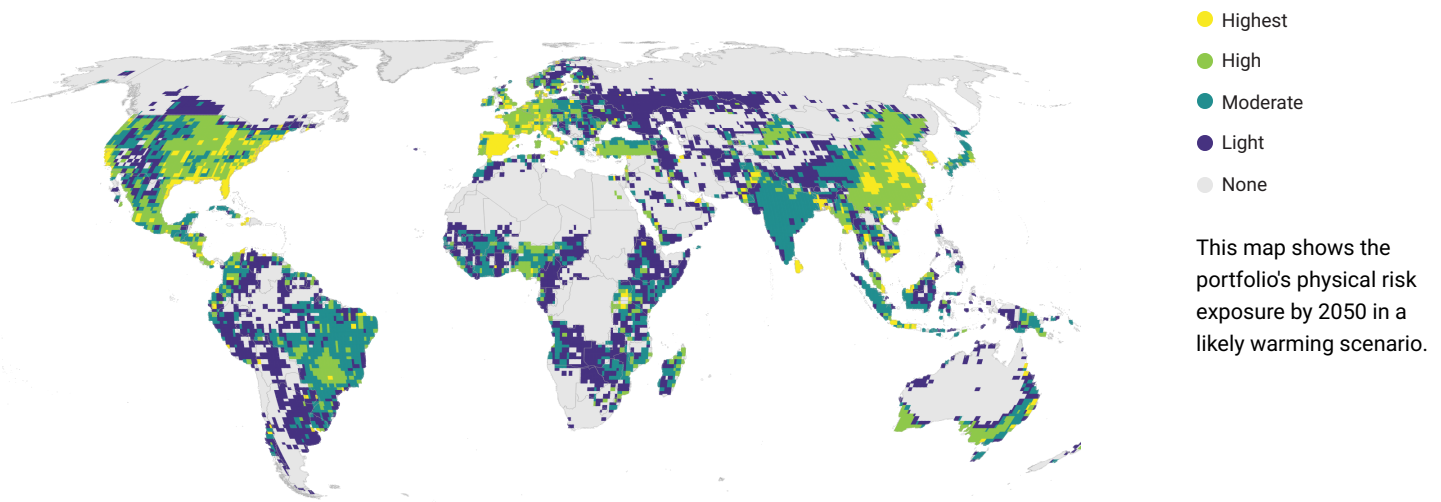 Highest
High
Moderate
Light
None
This map shows the
portfolio's physical risk
exposure by 2050 in a
likely warming scenario.